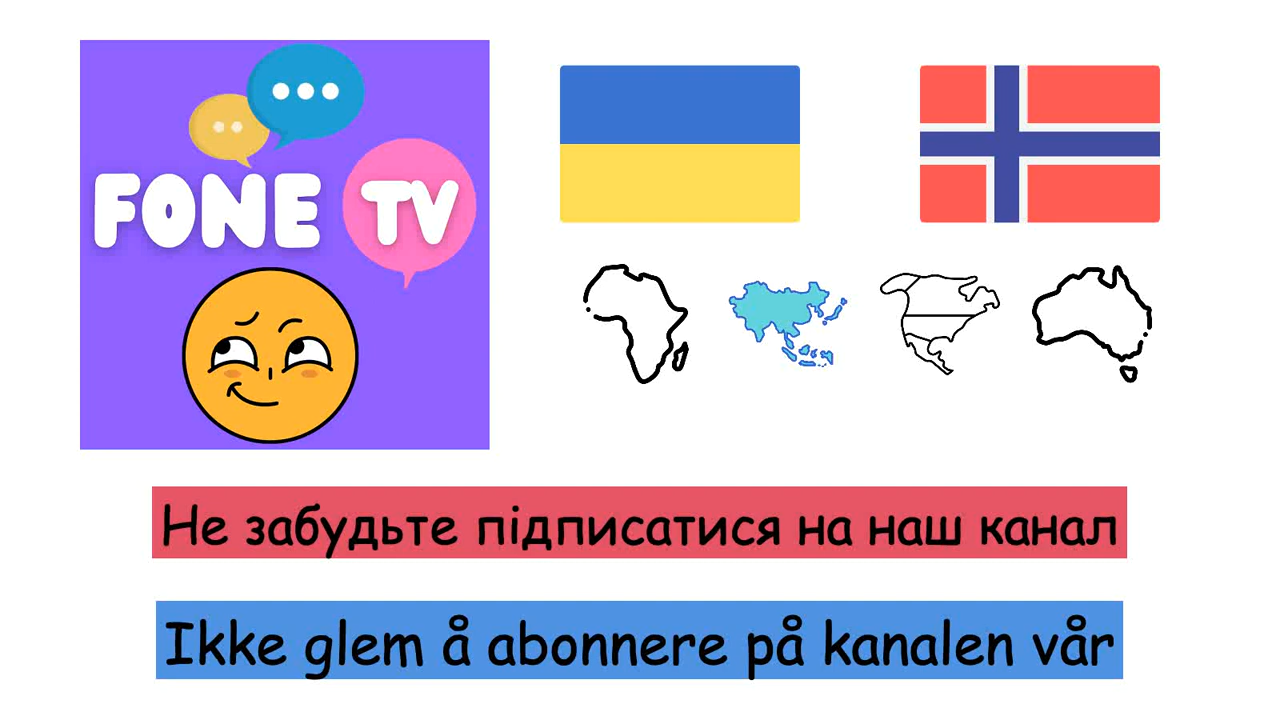 FONE TV
Не забудьте підписатися на наш канал
Ikke glem å abonnere på kanalen vår